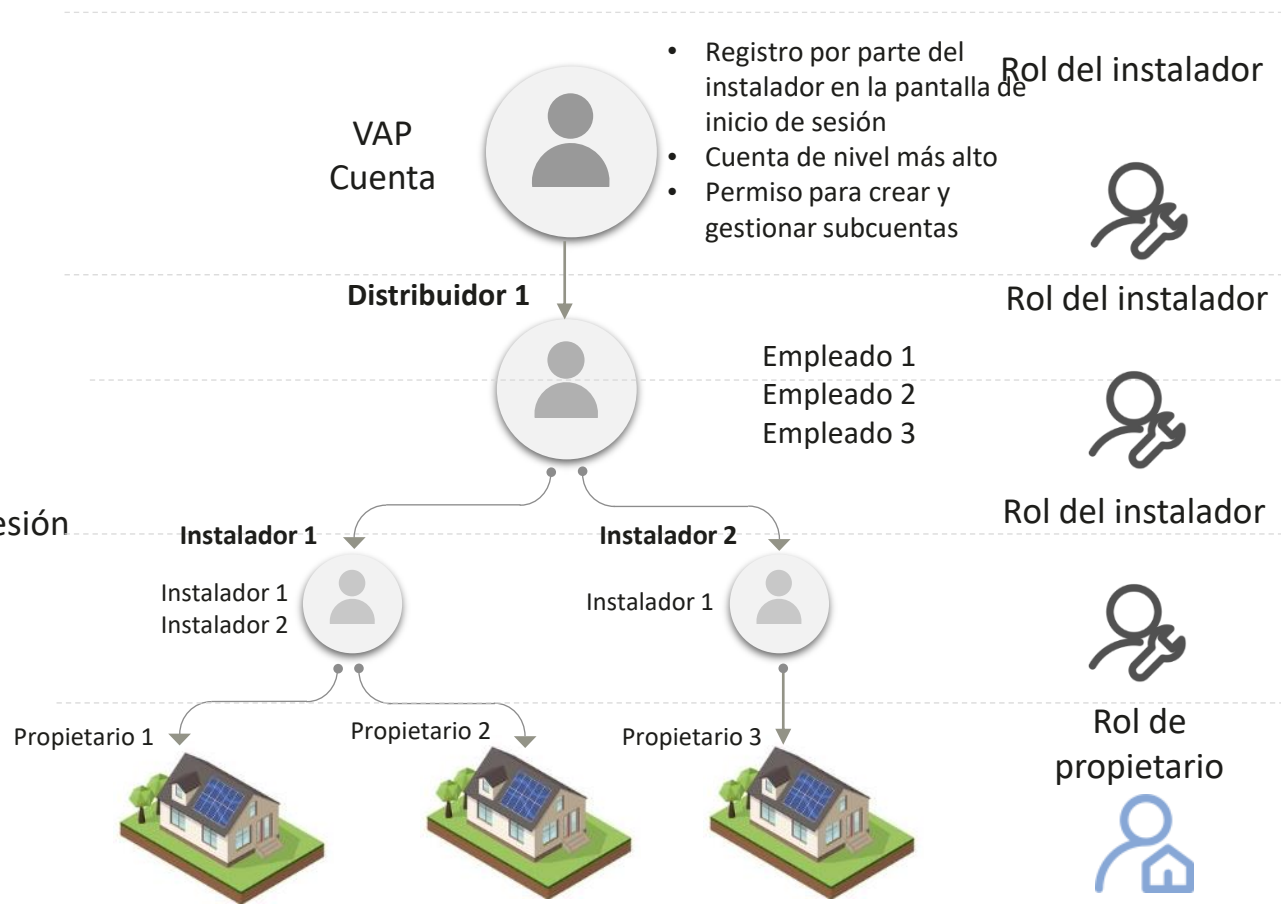 VAP
Cuenta
• Registro por parte del
instalador en la pantalla de
inicio de sesión
• Cuenta de nivel más alto
• Permiso para crear y
gestionar subcuentas
Rol del instalador
Distribuidor 1
Rol del instalador
Empleado 1
Empleado 2
Empleado 3
esión
Rol del instalador
Instalador 1
Instalador 1
Instalador 2
Instalador 2
Instalador 1
Propietario 1
Propietario 2
Propietario 3
Rol de
propietario